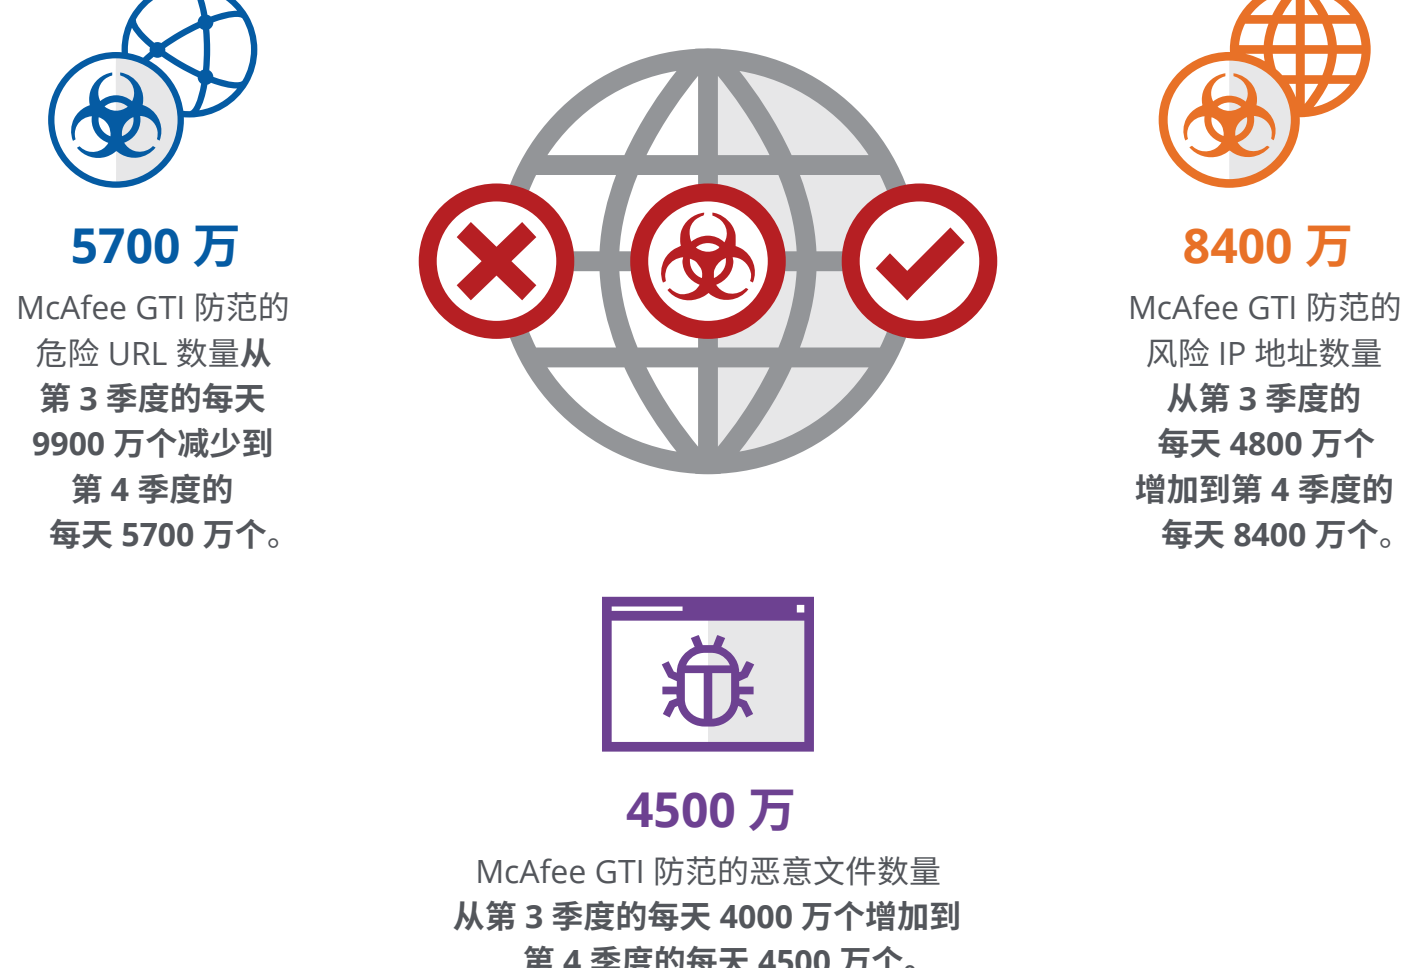 5700 万
McAfee GTI 防范的
危险 URL 数量从
第 3 季度的每天
9900 万个减少到
第 4 季度的
每天 5700 万个。
8400 万
McAfee GTI 防范的
风险 IP 地址数量
从第 3 季度的
每天 4800 万个
增加到第 4 季度的
每天 8400 万个。
4500 万
McAfee GTI 防范的恶意文件数量
从第 3 季度的每天 4000 万个增加到
第 4 季度的每天 4500 万个。